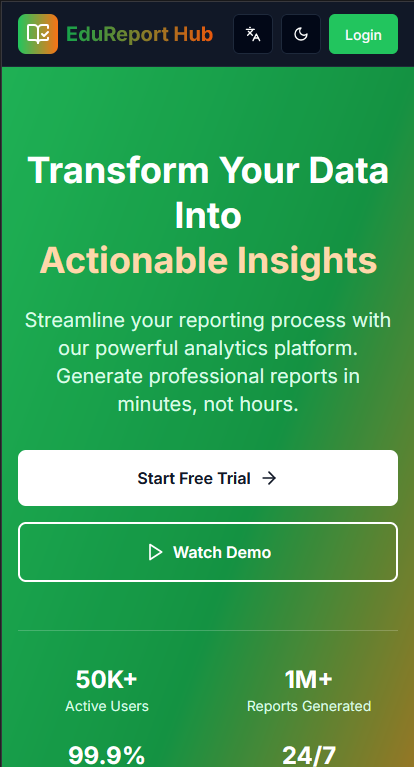 EduReport Hub
Login
Transform Your Data
Into
Actionable Insights
Streamline your reporting process with
our powerful analytics platform.
Generate professional reports in
minutes, not hours.
Start Free Trial
Watch Demo
50K+
1M+
Active Users
Reports Generated
99.9%
24/7